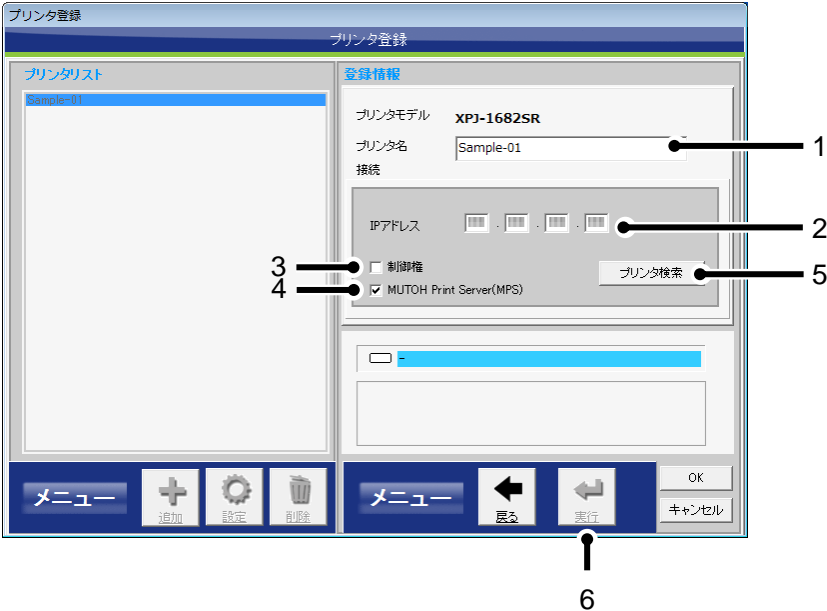 プリンタ登録
プリンタ登録
プリンタリスト
Sample-01
登録情報
プリンタモデル XPJ-1682SR
プリンタ名 Sample-01
接続
IPアドレス . . .
制御権
MUTOH Print Server(MPS)
プリンタ検索
-
メニュー
追加
設定
削除
メニュー
戻る
実行
OK
キャンセル
1
2
3
4
5
6